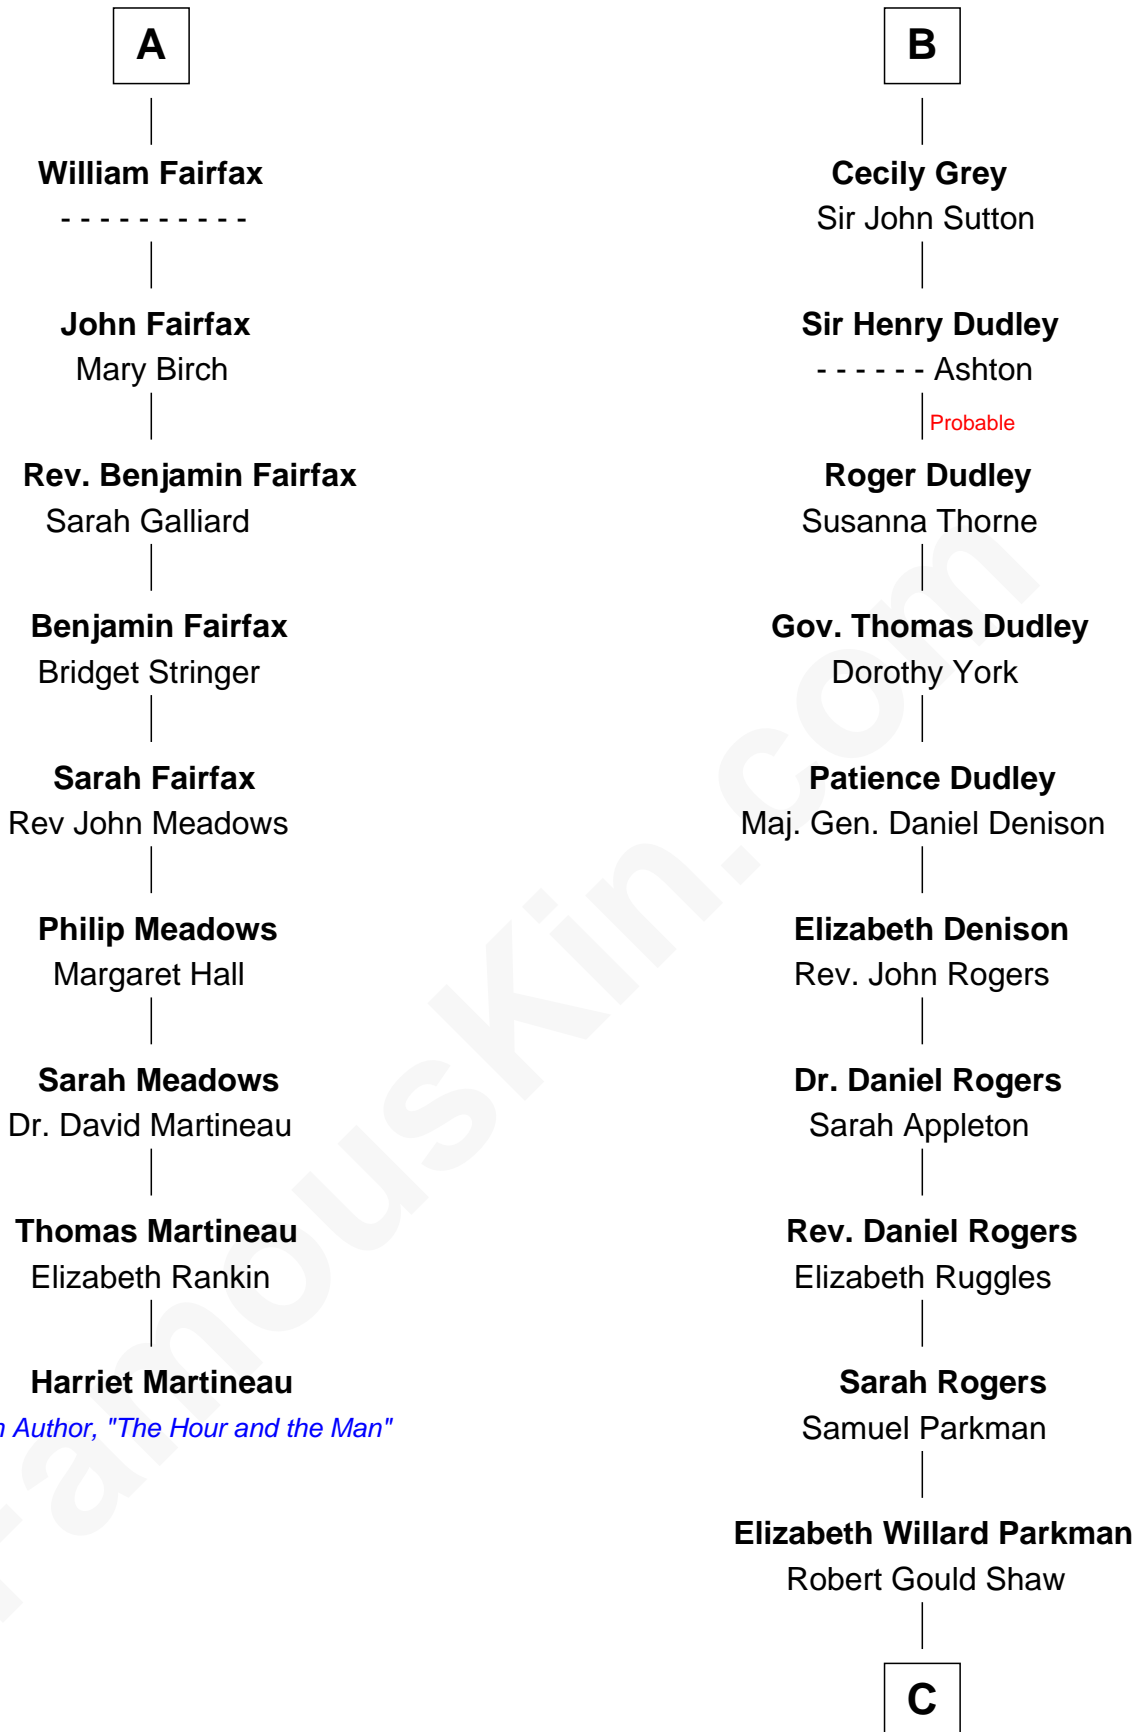 A
William Fairfax
- - - - - - - - - -
John Fairfax
Mary Birch
Rev. Benjamin Fairfax
Sarah Galliard
Benjamin Fairfax
Bridget Stringer
Sarah Fairfax
Rev John Meadows
Philip Meadows
Margaret Hall
Sarah Meadows
Dr. David Martineau
Thomas Martineau
Elizabeth Rankin
Harriet Martineau
Author, "The Hour and the Man"
B
Cecily Grey
Sir John Sutton
Sir Henry Dudley
- - - - - - Ashton
Probable
Roger Dudley
Susanna Thorne
Gov. Thomas Dudley
Dorothy York
Patience Dudley
Maj. Gen. Daniel Denison
Elizabeth Denison
Rev. John Rogers
Dr. Daniel Rogers
Sarah Appleton
Rev. Daniel Rogers
Elizabeth Ruggles
Sarah Rogers
Samuel Parkman
Elizabeth Willard Parkman
Robert Gould Shaw
C
FamousKin.com